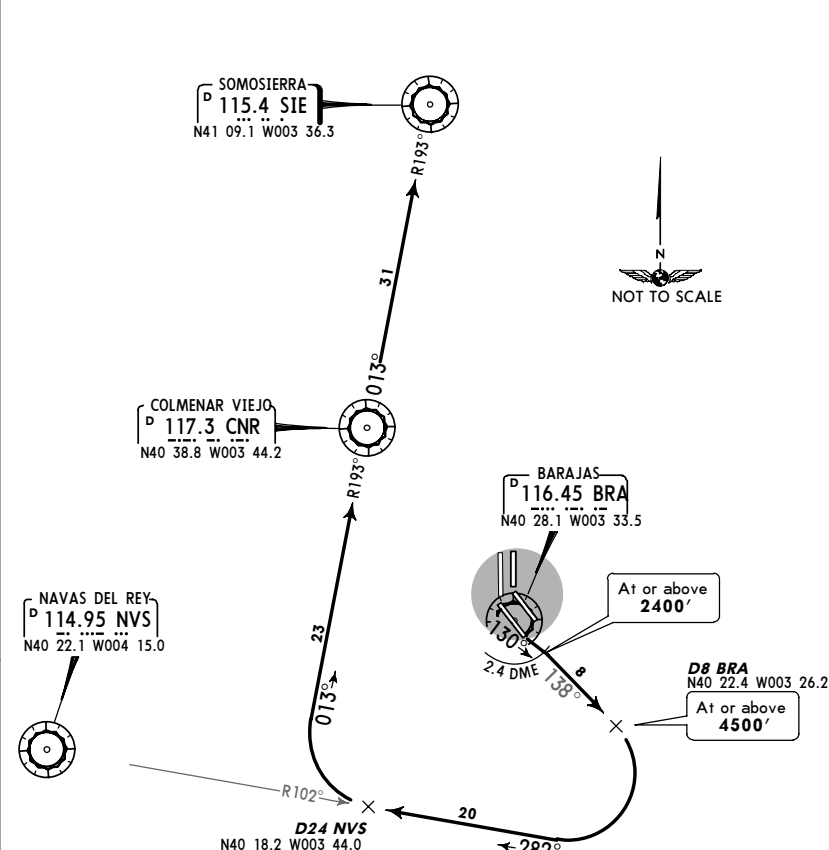 SOMOSIERRA
D 115.4 SIE
N41 09.1 W003 36.3
R193°
31
013°
N
NOT TO SCALE
COLMENAR VIEJO
D 117.3 CNR
N40 38.8 W003 44.2
R193°
BARAJAS
D 116.45 BRA
N40 28.1 W003 33.5
NAVAS DEL REY
D 114.95 NVS
N40 22.1 W004 15.0
At or above
2400'
130°
2.4 DME
8
138°
D8 BRA
N40 22.4 W003 26.2
At or above
4500'
23
013°
R102°
D24 NVS
N40 18.2 W003 44.0
20
282°